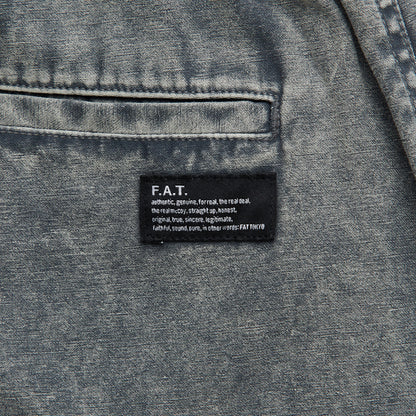 F.A.T.
authentic, genuine, for real, the real deal,
the real mccoy, straight up, honest,
original, true, sincere, legitimate,
faithful, sound, pure, in other words: FAT TOKYO